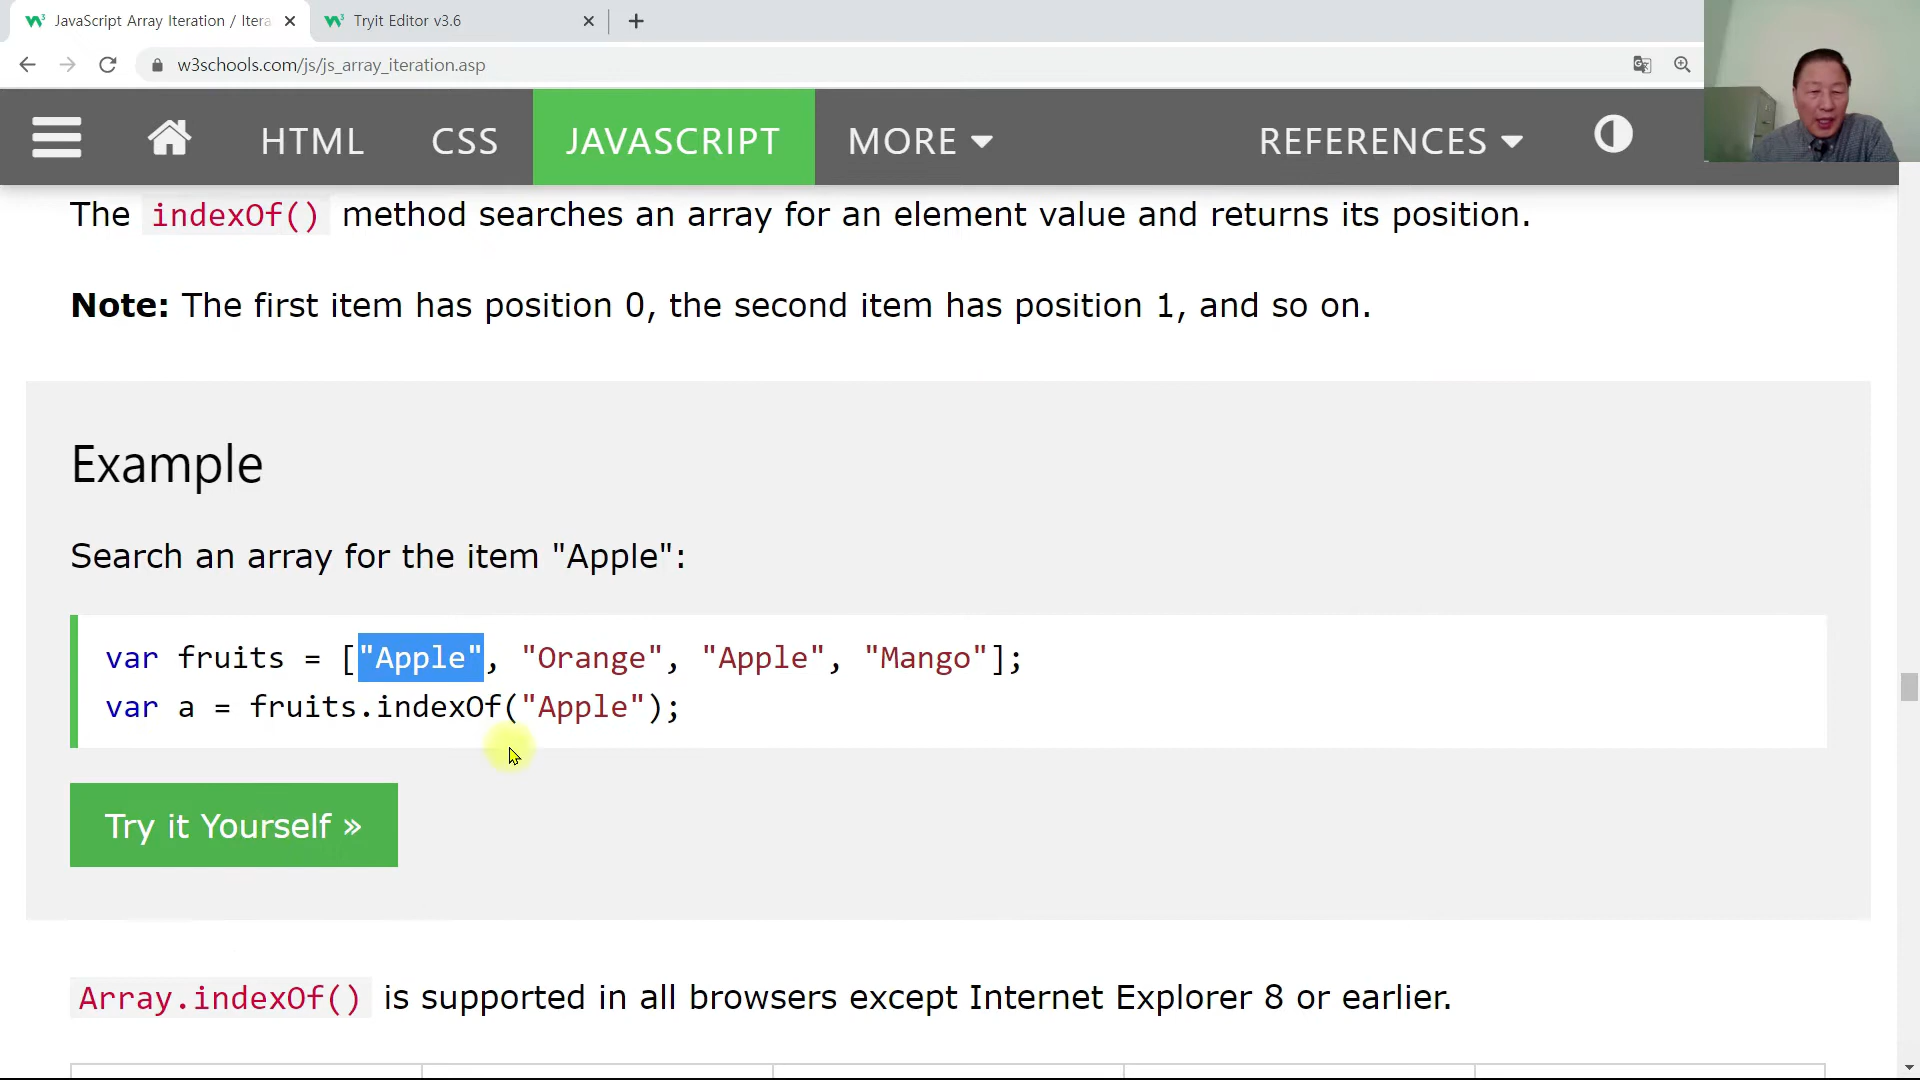 JavaScript Array Iteration / Itera
Tryit Editor v3.6
w3schools.com/js/js_array_iteration.asp
HTML CSS JAVASCRIPT MORE REFERENCES
The indexOf() method searches an array for an element value and returns its position.
Note: The first item has position 0, the second item has position 1, and so on.
Example
Search an array for the item "Apple":
var fruits = ["Apple", "Orange", "Apple", "Mango"];
var a = fruits.indexOf("Apple");
Try it Yourself »
Array.indexOf() is supported in all browsers except Internet Explorer 8 or earlier.